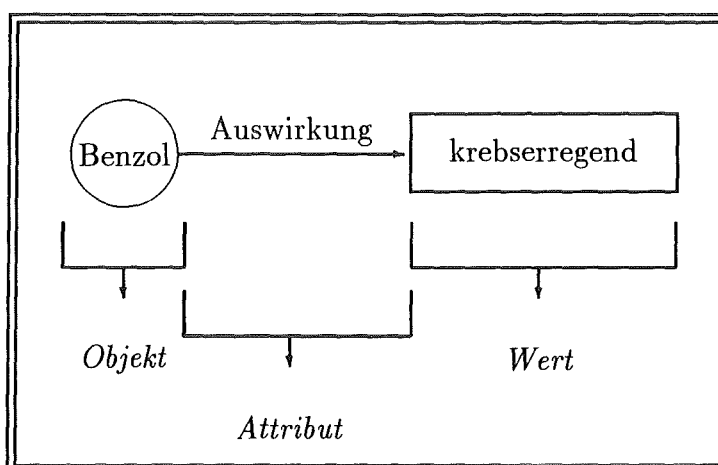 Auswirkung
Benzol
krebserregend
Objekt
Wert
Attribut